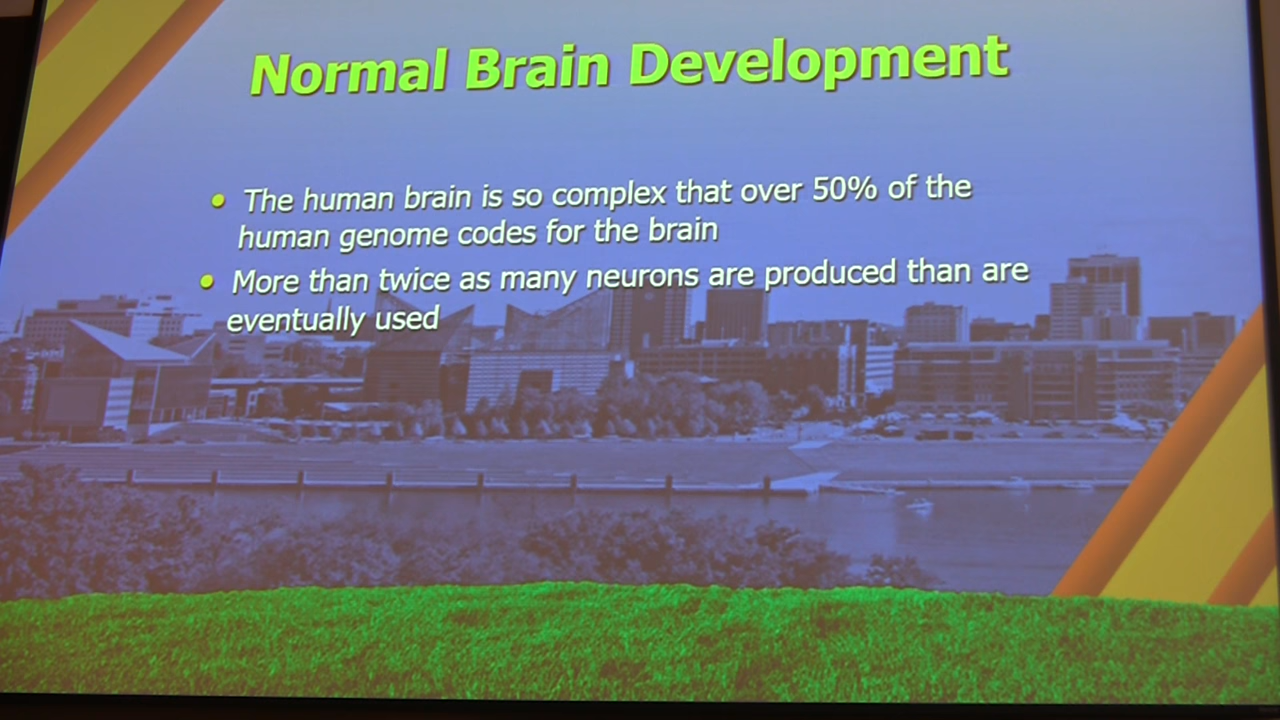 Normal Brain Development
• The human brain is so complex that over 50% of the
human genome codes for the brain
• More than twice as many neurons are produced than are
eventually used